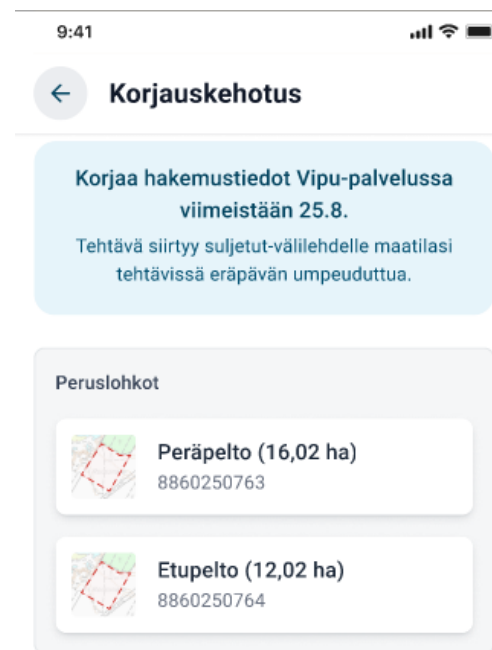 9:41
Korjauskehotus
Korjaa hakemustiedot Vipu-palvelussa
viimeistään 25.8.
Tehtävä siirtyy suljetut-välilehdelle maatilasi
tehtävissä eräpävän umpeuduttua.
Peruslohkot
Peräpelto (16,02 ha)
8860250763
Etupelto (12,02 ha)
8860250764